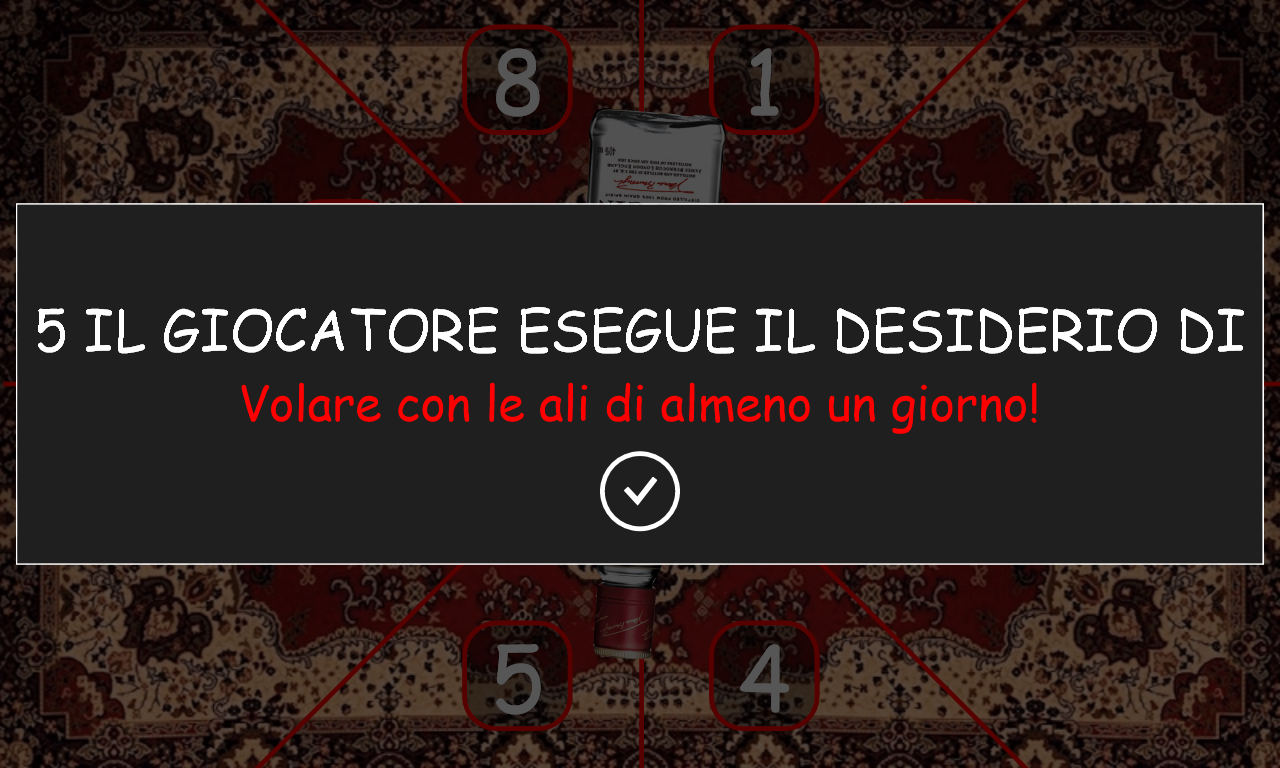 8 1
5 IL GIOCATORE ESEGUE IL DESIDERIO DI
Volare con le ali di almeno un giorno!
5 4